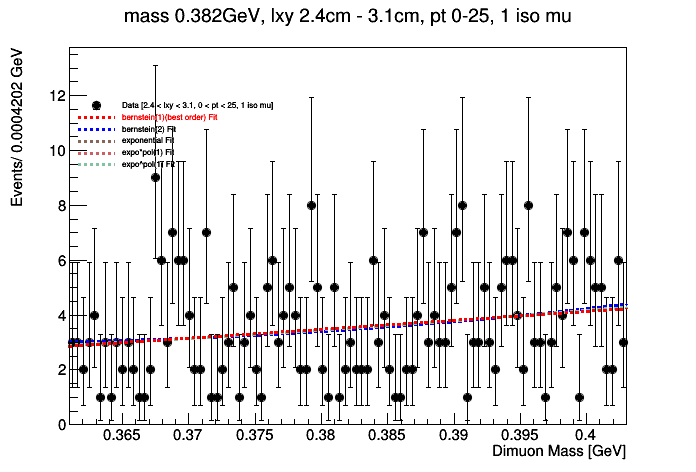 mass 0.382GeV, lxy 2.4cm - 3.1cm, pt 0-25, 1 iso mu
Events/ 0.0004202 GeV
12
10
8
6
4
2
0
Data [2.4 < lxy < 3.1, 0 < pt < 25, 1 iso mu]
bernstein(1)(best order) Fit
bernstein(2) Fit
exponential Fit
expo*pol(1) Fit
expo*pol(1) Fit
0.365
0.37
0.375
0.38
0.385
0.39
0.395
0.4
Dimuon Mass [GeV]